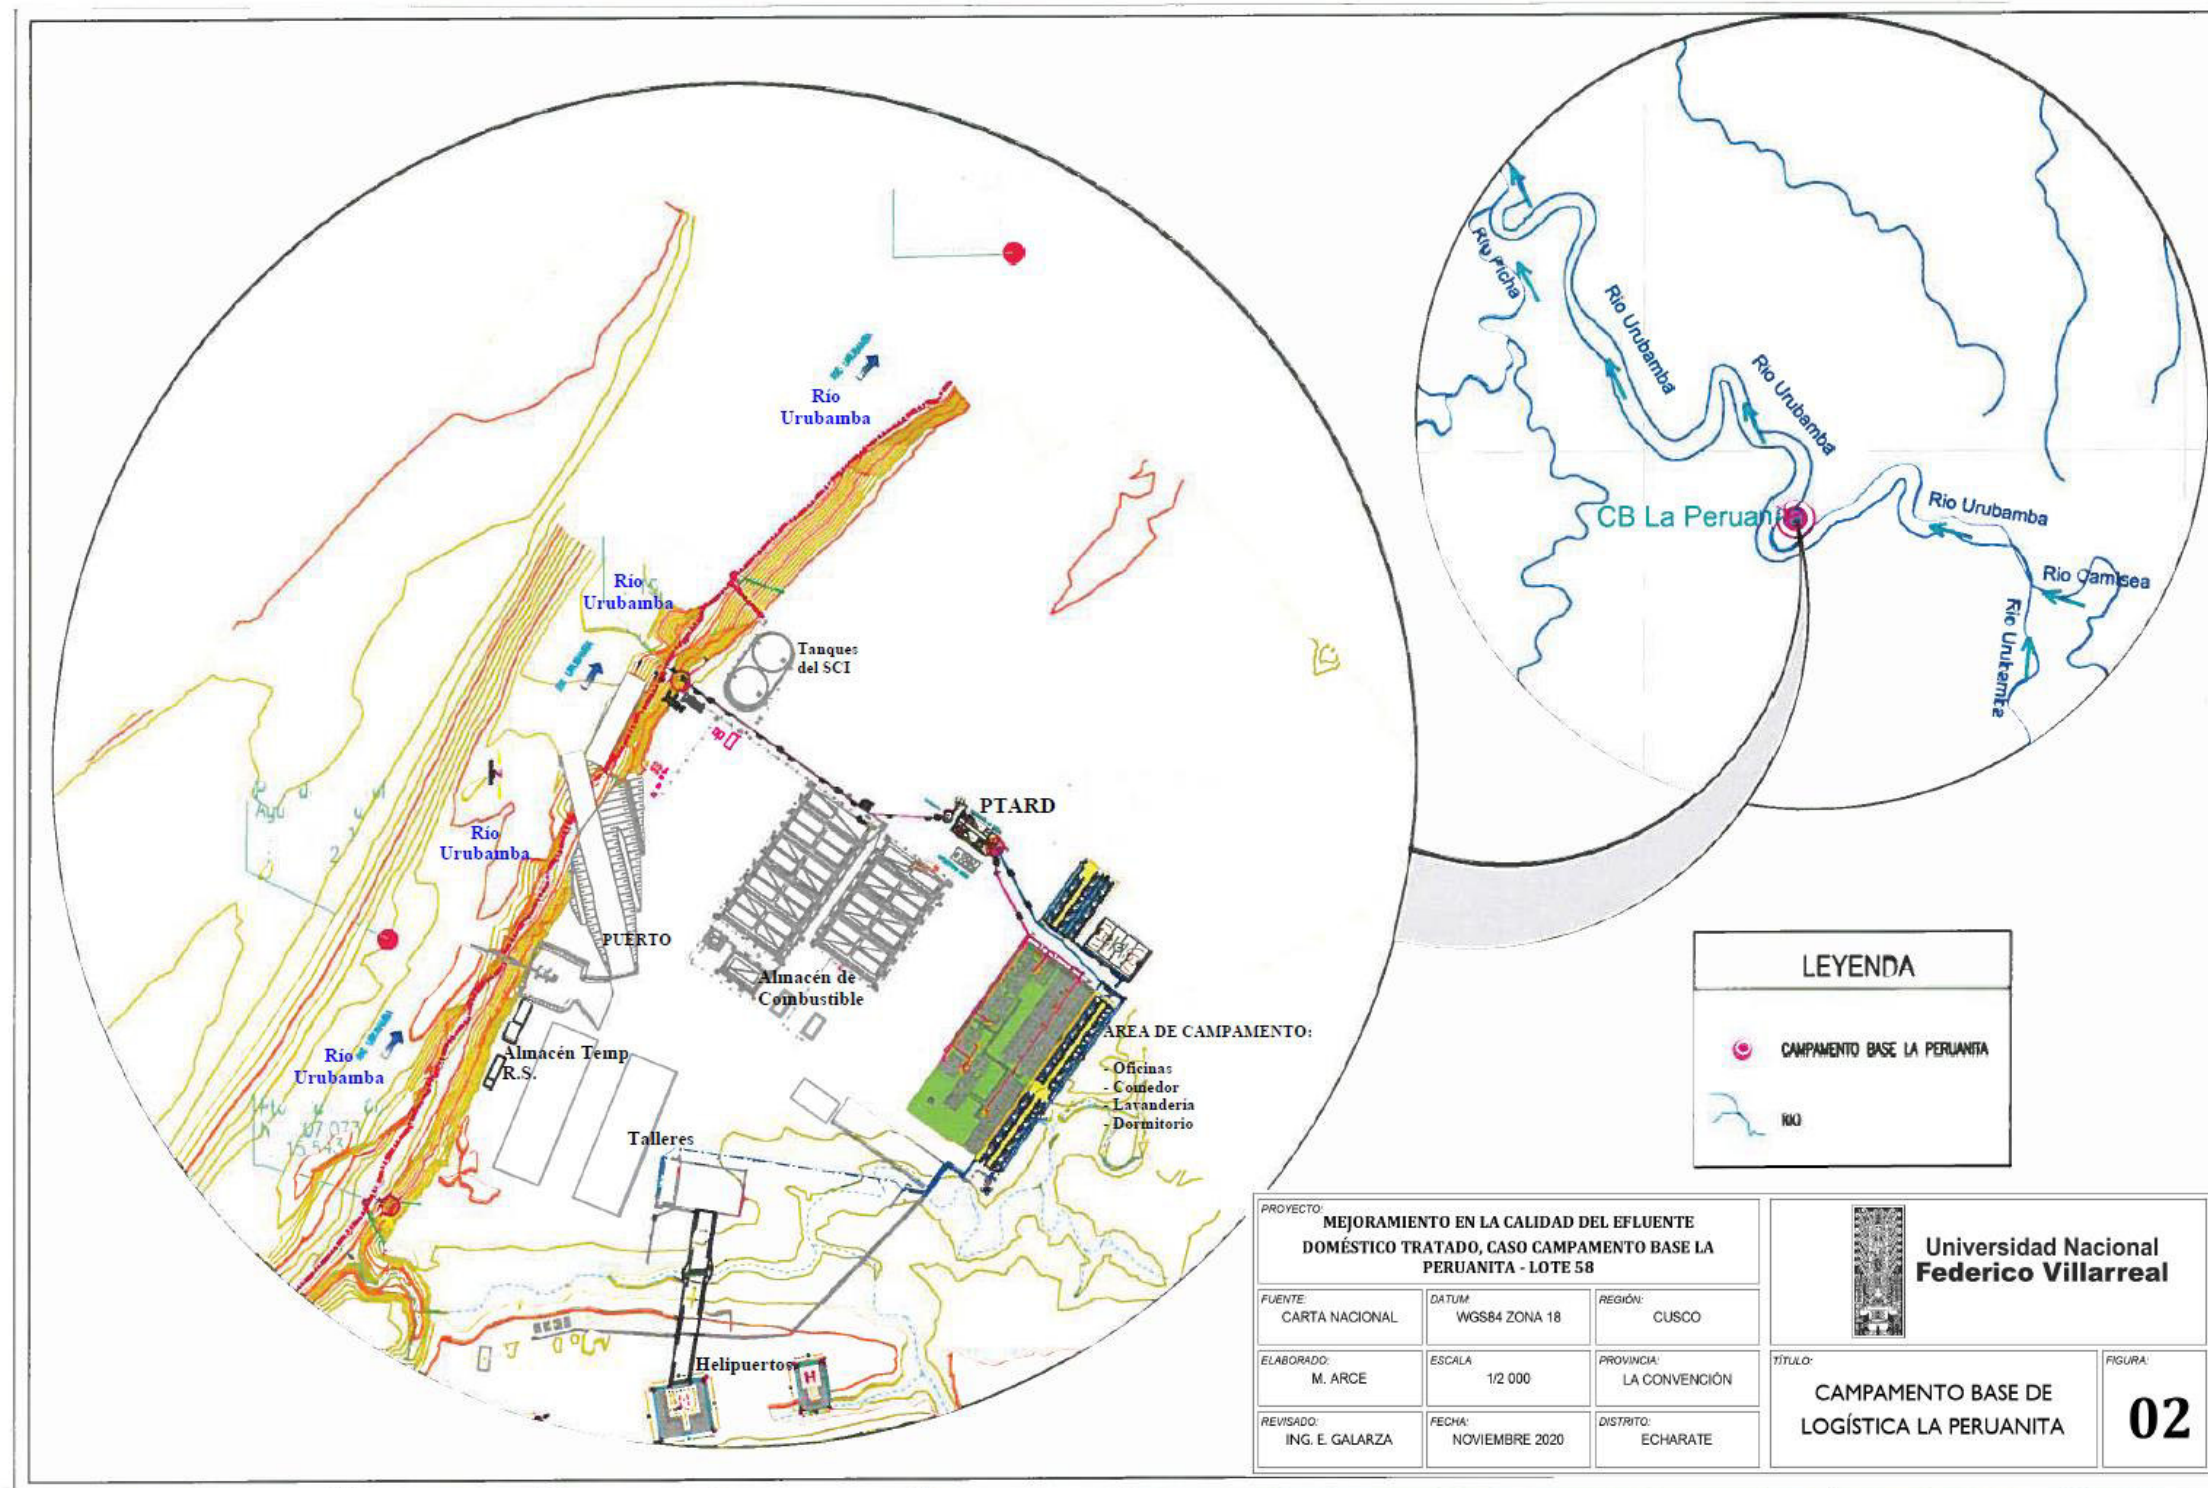 Río
Urubamba
Río
Urubamba
Tanques
del SCI
PTARD
Río
Urubamba
PUERTO
Almacén de
Combustible
Almacén Temp
R.S.
Río
Urubamba
AREA DE CAMPAMENTO:
- Oficinas
- Comedor
- Lavandería
- Dormitorio
Talleres
Helipuertos
H
Río Picha
Rio Urubamba
Rio Urubamba
CB La Peruanita
Rio Urubamba
Rio Camisea
Rio Urubamba
LEYENDA
CAMPAMENTO BASE LA PERUANITA
RIO
PROYECTO:
MEJORAMIENTO EN LA CALIDAD DEL EFLUENTE
DOMÉSTICO TRATADO, CASO CAMPAMENTO BASE LA
PERUANITA - LOTE 58
FUENTE:
CARTA NACIONAL
DATUM:
WGS84 ZONA 18
REGIÓN:
CUSCO
ELABORADO:
M. ARCE
ESCALA
1/2 000
PROVINCIA:
LA CONVENCIÓN
REVISADO:
ING. E. GALARZA
FECHA:
NOVIEMBRE 2020
DISTRITO:
ECHARATE
Universidad Nacional
Federico Villarreal
TÍTULO:
CAMPAMENTO BASE DE
LOGÍSTICA LA PERUANITA
FIGURA:
02